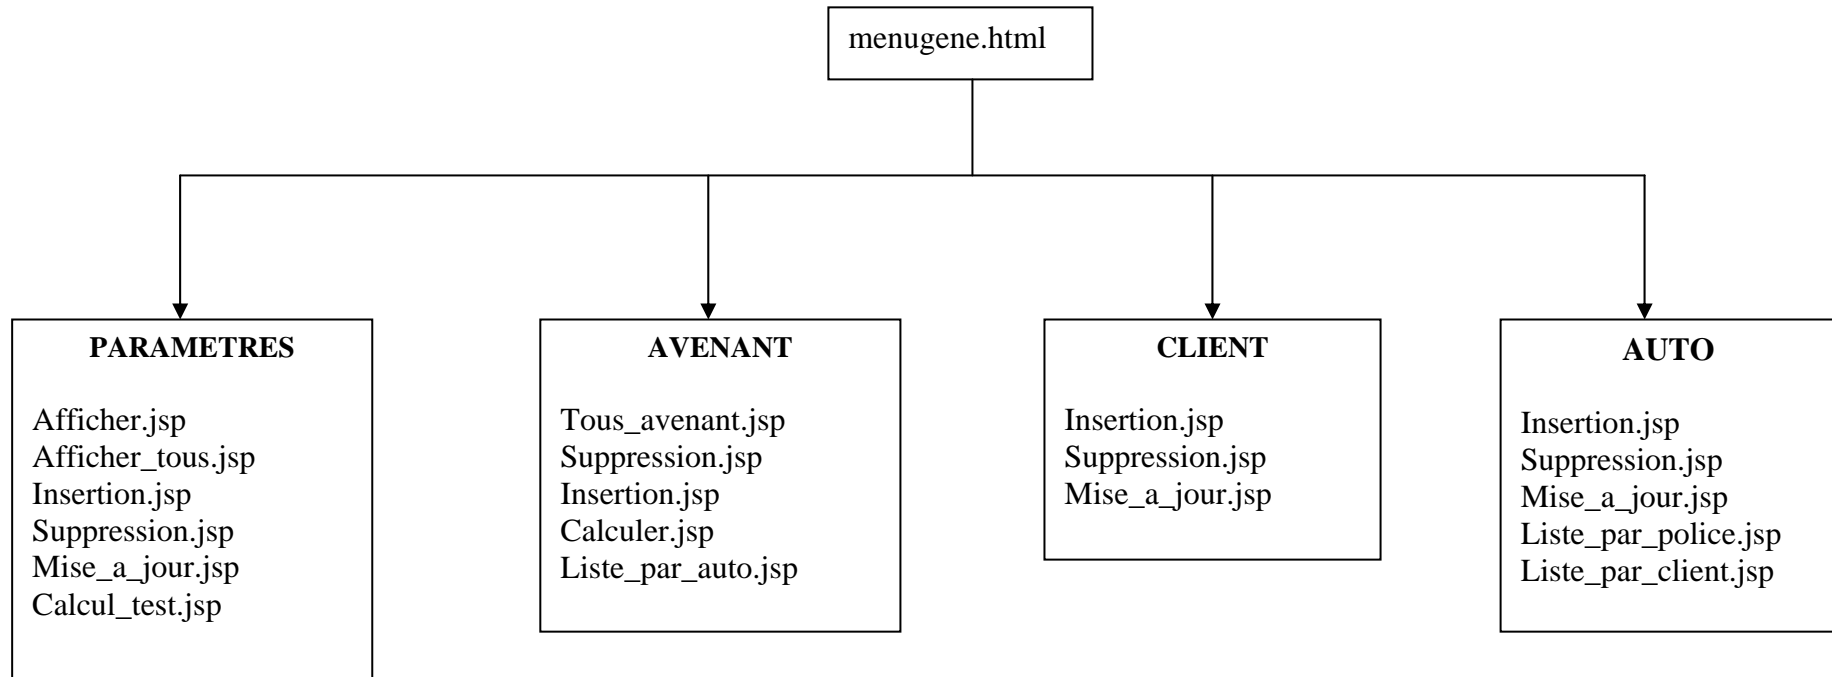 menugene.html
PARAMETRES
Afficher.jsp
Afficher_tous.jsp
Insertion.jsp
Suppression.jsp
Mise_a_jour.jsp
Calcul_test.jsp
AVENANT
Tous_avenant.jsp
Suppression.jsp
Insertion.jsp
Calculer.jsp
Liste_par_auto.jsp
CLIENT
Insertion.jsp
Suppression.jsp
Mise_a_jour.jsp
AUTO
Insertion.jsp
Suppression.jsp
Mise_a_jour.jsp
Liste_par_police.jsp
Liste_par_client.jsp